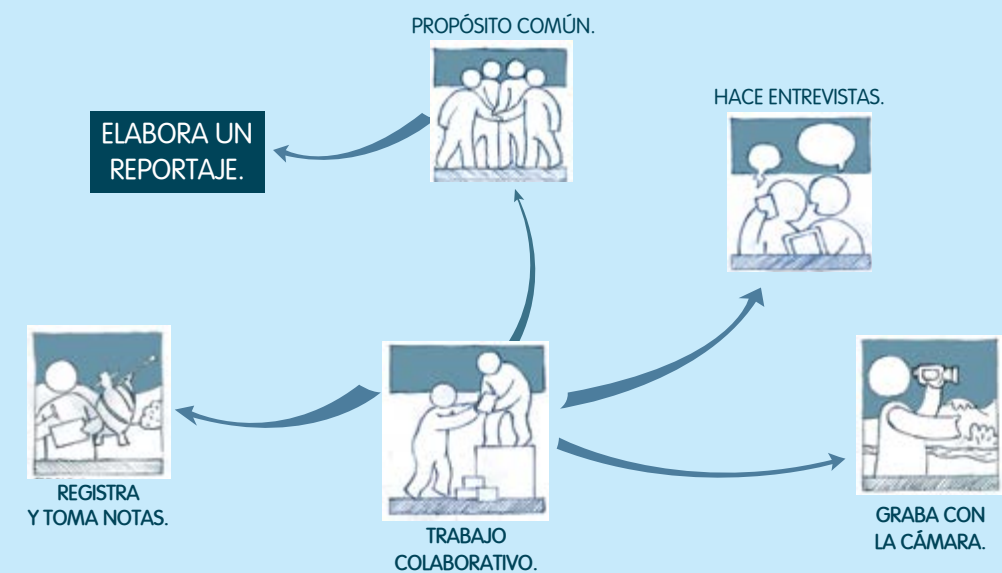 PROPÓSITO COMÚN.
ELABORA UN
REPORTAJE.
HACE ENTREVISTAS.
REGISTRA
Y TOMA NOTAS.
TRABAJO
COLABORATIVO.
GRABA CON
LA CÁMARA.